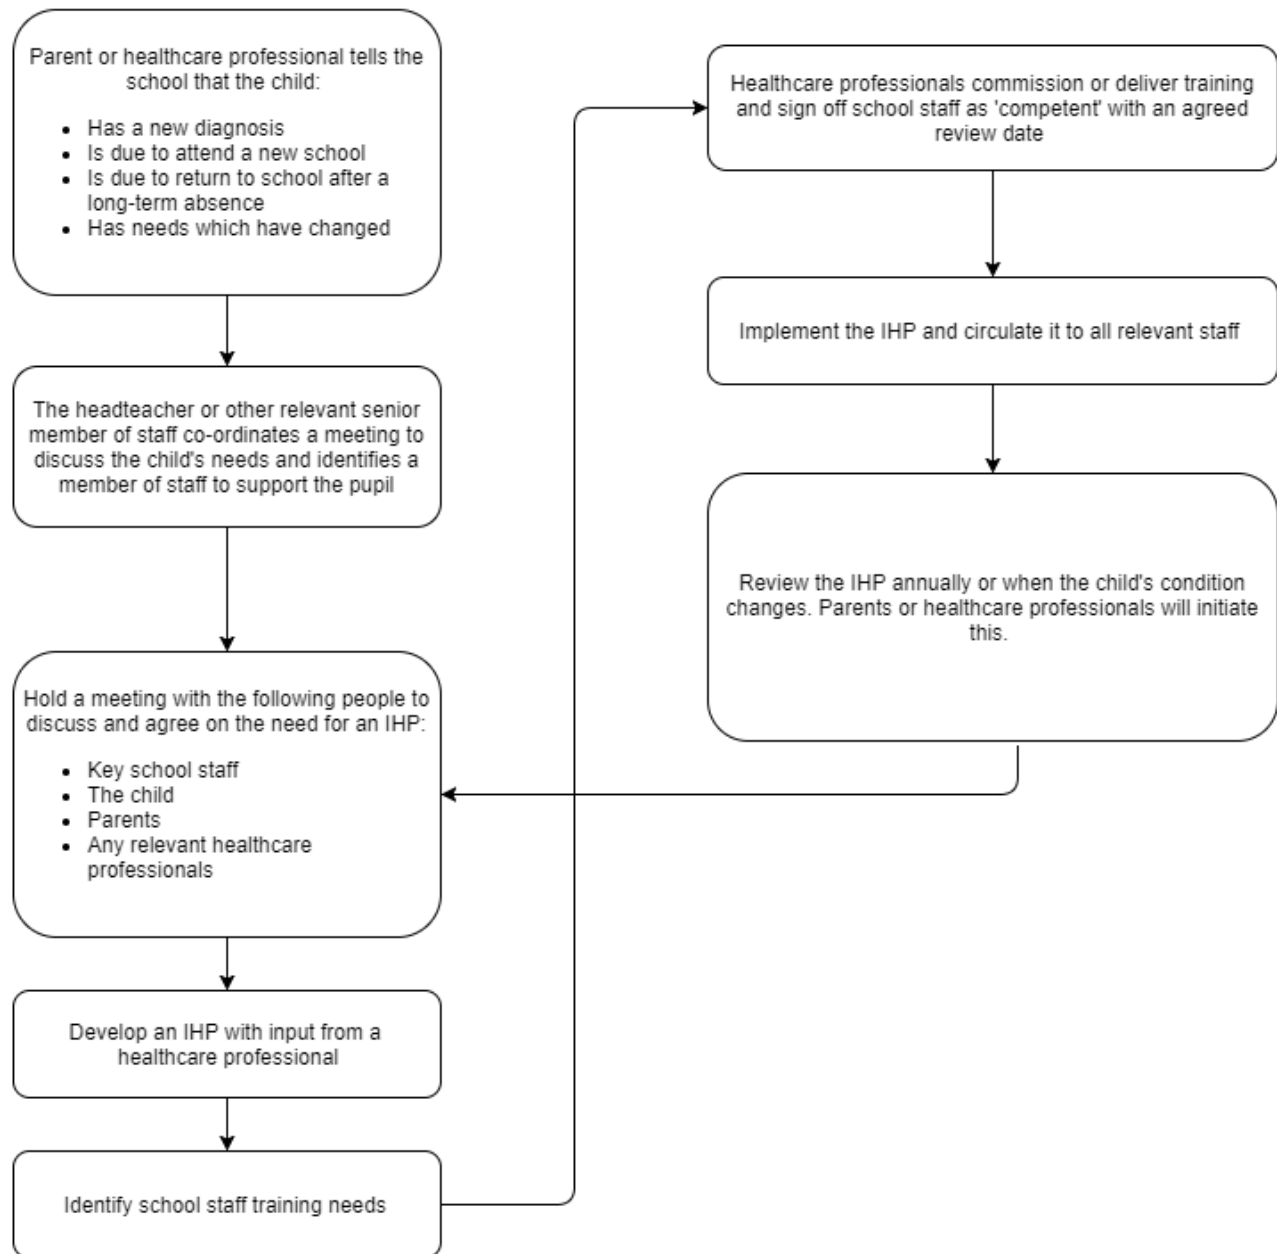 Parent or healthcare professional tells the
school that the child:
• Has a new diagnosis
• Is due to attend a new school
• Is due to return to school after a
long-term absence
• Has needs which have changed
The headteacher or other relevant senior
member of staff co-ordinates a meeting to
discuss the child's needs and identifies a
member of staff to support the pupil
Hold a meeting with the following people to
discuss and agree on the need for an IHP:
• Key school staff
• The child
• Parents
• Any relevant healthcare
professionals
Develop an IHP with input from a
healthcare professional
Identify school staff training needs
Healthcare professionals commission or deliver training
and sign off school staff as 'competent' with an agreed
review date
Implement the IHP and circulate it to all relevant staff
Review the IHP annually or when the child's condition
changes. Parents or healthcare professionals will initiate
this.